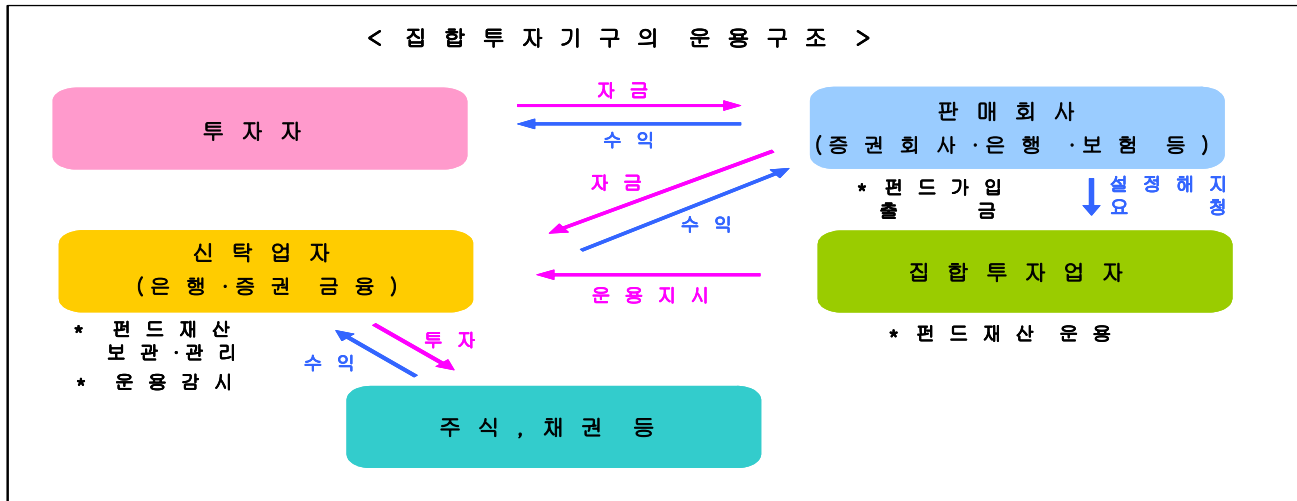 < 집합투자기구의 운용구조 >
자금
투자자
수익
판매회사
(증권회사·은행·보험 등)
자금
* 펀드가입
출 금
설정해지
요 청
수익
신탁업자
(은행·증권 금융)
집합투자업자
운용지시
* 펀드재산
보관·관리
* 운용감시
투자
수익
* 펀드재산 운용
주식, 채권 등